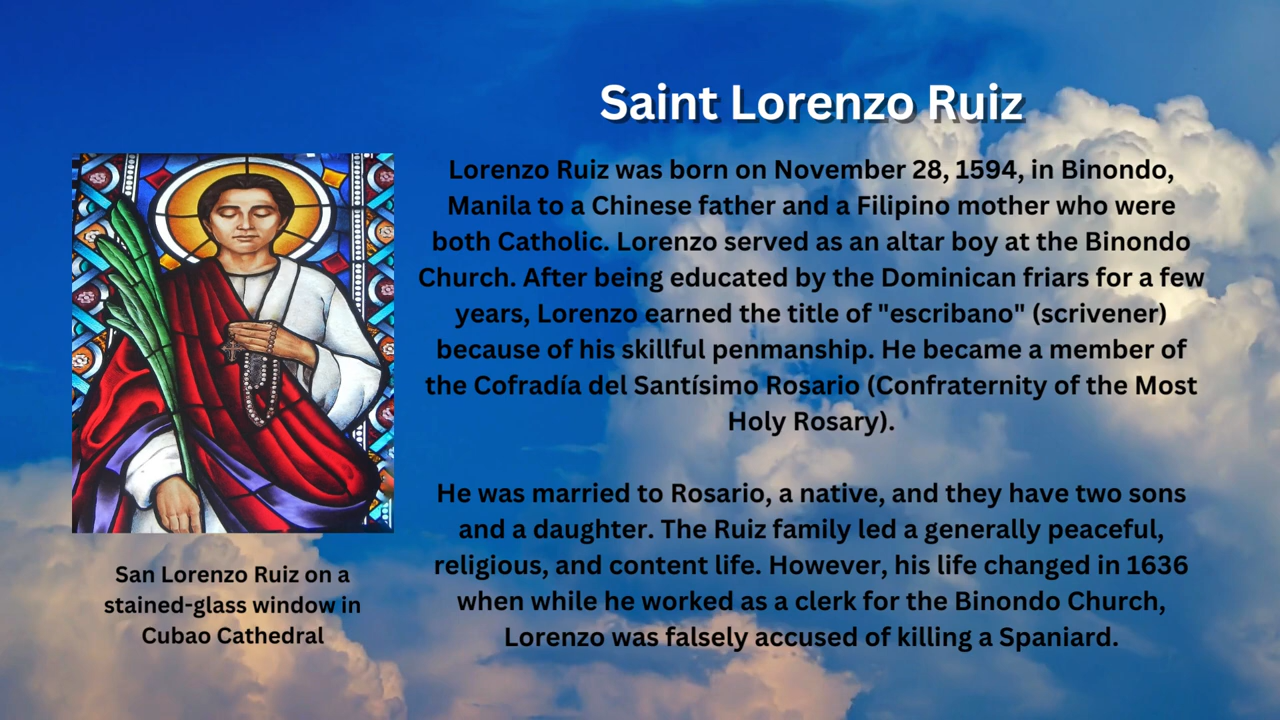 Saint Lorenzo Ruiz
Lorenzo Ruiz was born on November 28, 1594, in Binondo,
Manila to a Chinese father and a Filipino mother who were
both Catholic. Lorenzo served as an altar boy at the Binondo
Church. After being educated by the Dominican friars for a few
years, Lorenzo earned the title of "escribano" (scrivener)
because of his skillful penmanship. He became a member of
the Cofradía del Santísimo Rosario (Confraternity of the Most
Holy Rosary).
He was married to Rosario, a native, and they have two sons
and a daughter. The Ruiz family led a generally peaceful,
religious, and content life. However, his life changed in 1636
when while he worked as a clerk for the Binondo Church,
Lorenzo was falsely accused of killing a Spaniard.
San Lorenzo Ruiz on a
stained-glass window in
Cubao Cathedral